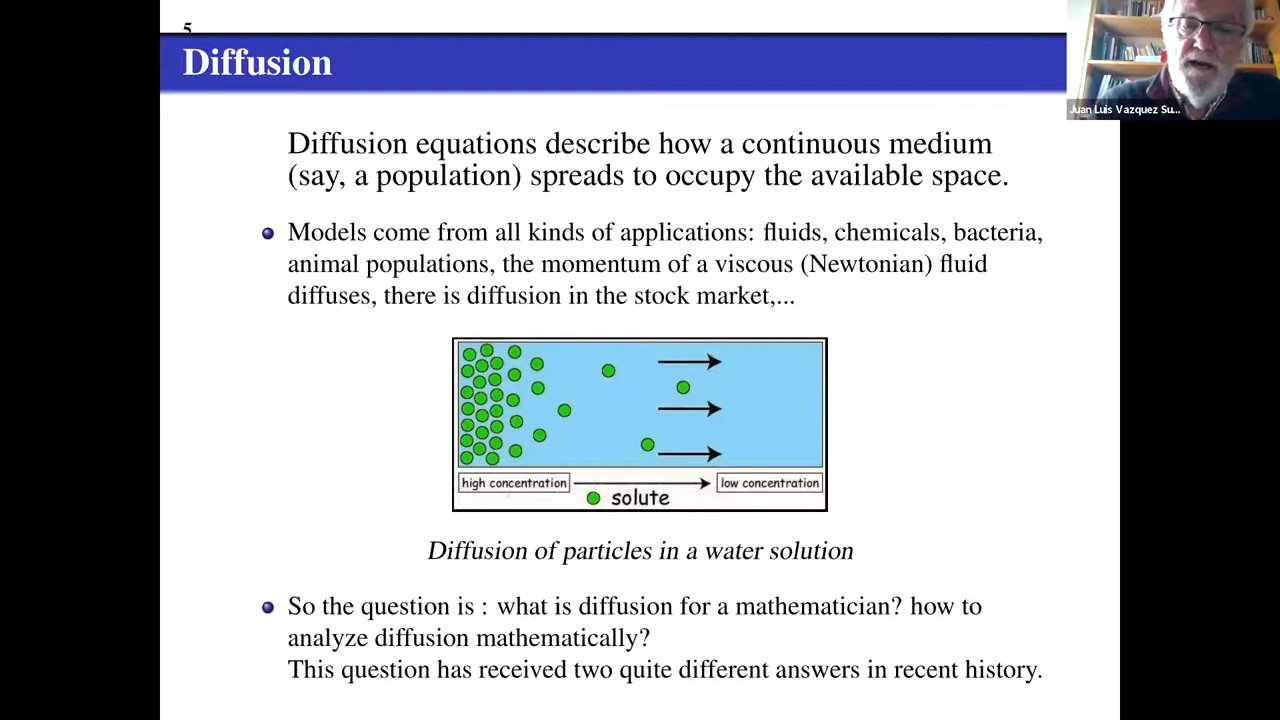 5
Diffusion
Juan Luis Vazquez Su...
Diffusion equations describe how a continuous medium
(say, a population) spreads to occupy the available space.
Models come from all kinds of applications: fluids, chemicals, bacteria,
animal populations, the momentum of a viscous (Newtonian) fluid
diffuses, there is diffusion in the stock market,...
high concentration
low concentration
solute
Diffusion of particles in a water solution
So the question is : what is diffusion for a mathematician? how to
analyze diffusion mathematically?
This question has received two quite different answers in recent history.